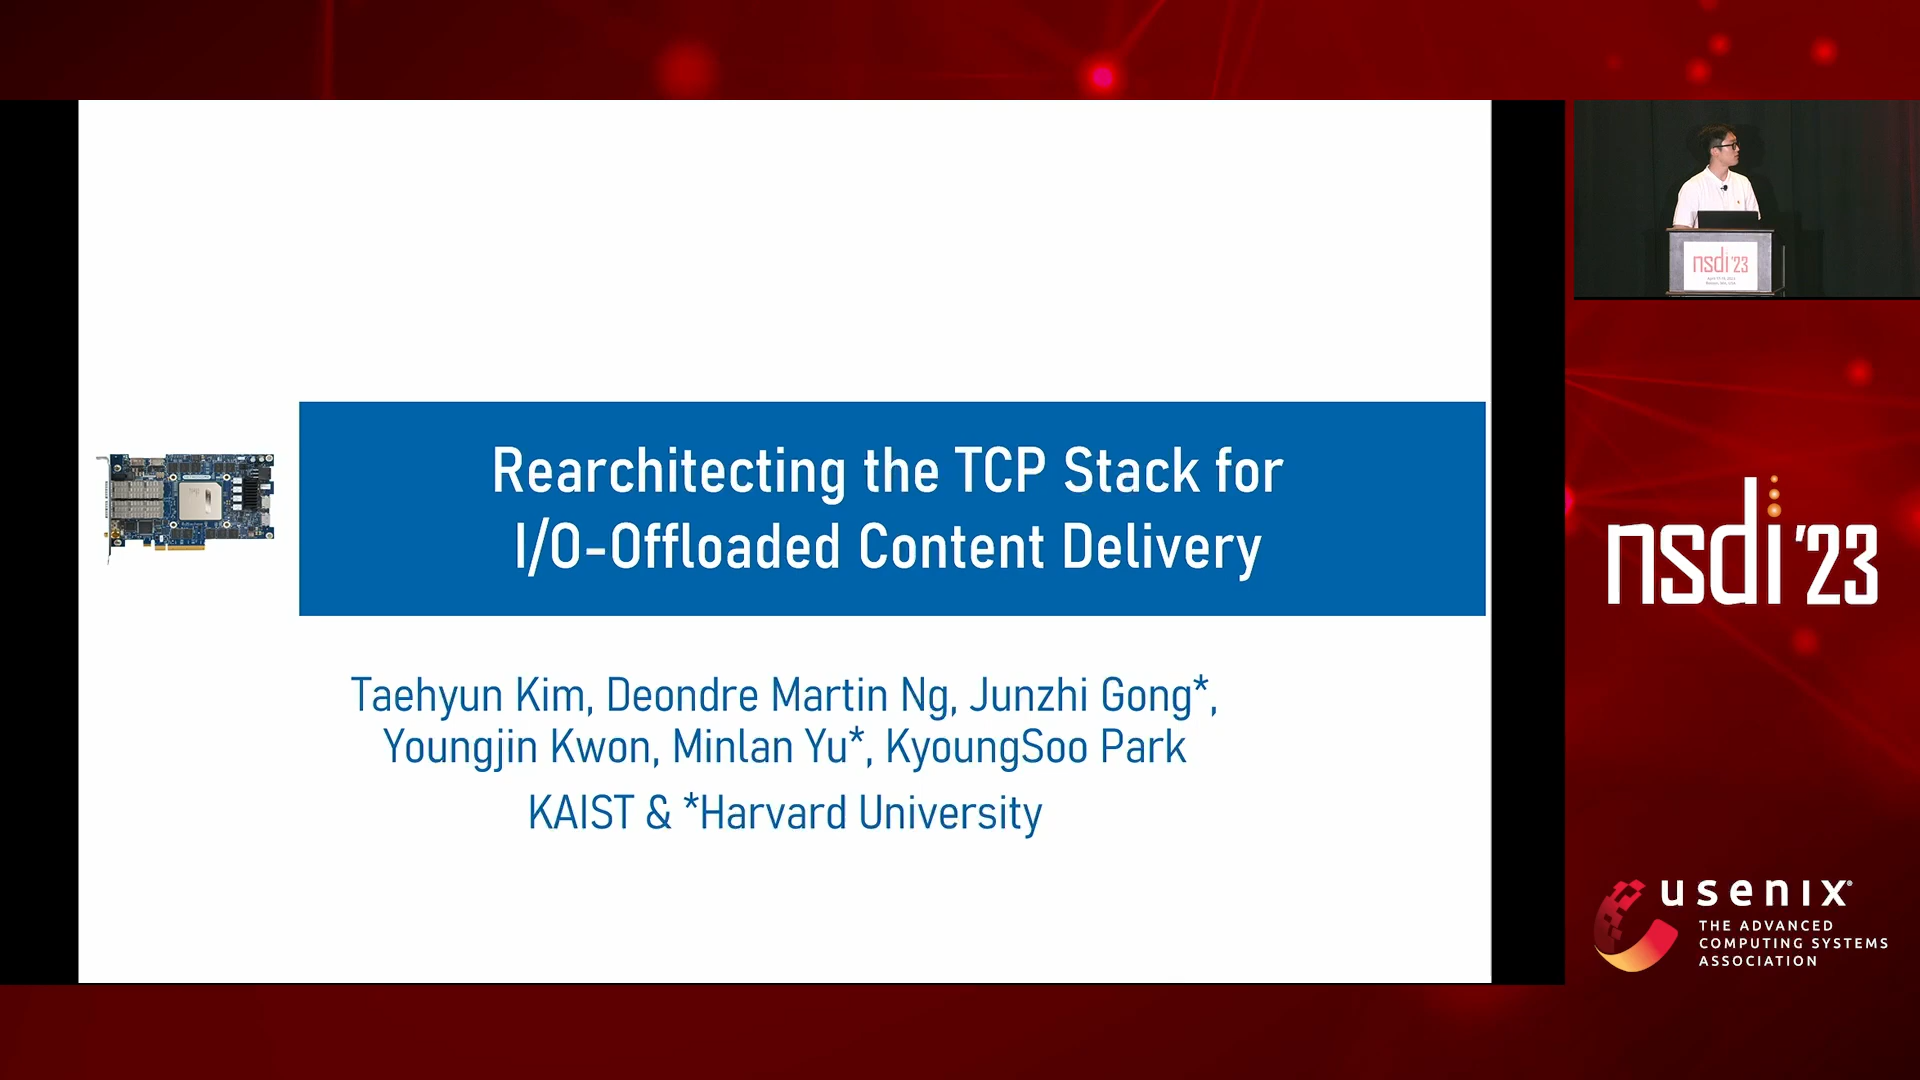 Rearchitecting the TCP Stack for
I/O-Offloaded Content Delivery
Taehyun Kim, Deondre Martin Ng, Junzhi Gong*,
Youngjin Kwon, Minlan Yu*, KyoungSoo Park
KAIST & *Harvard University
nsdi '23
nsdi '23
usenix®
THE ADVANCED
COMPUTING SYSTEMS
ASSOCIATION